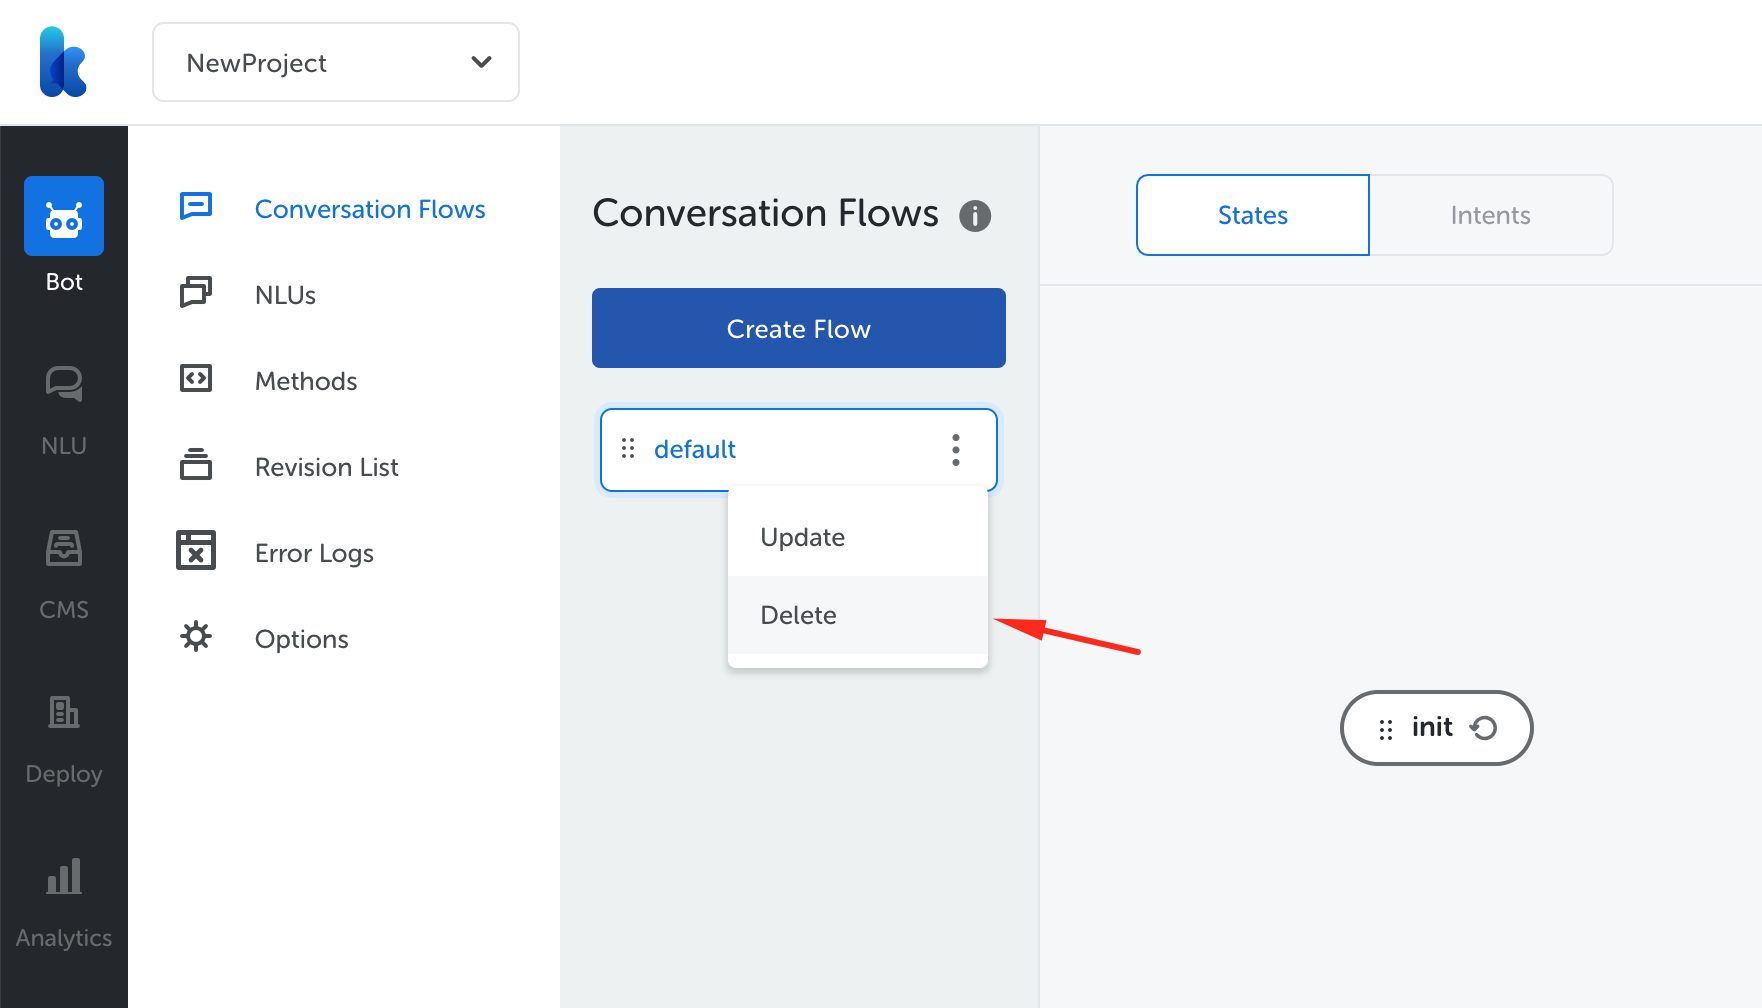 NewProject
Bot
NLU
CMS
Deploy
Analytics
Conversation Flows
NLUs
Methods
Revision List
Error Logs
Options
Conversation Flows
Create Flow
default
Update
Delete
States
Intents
init